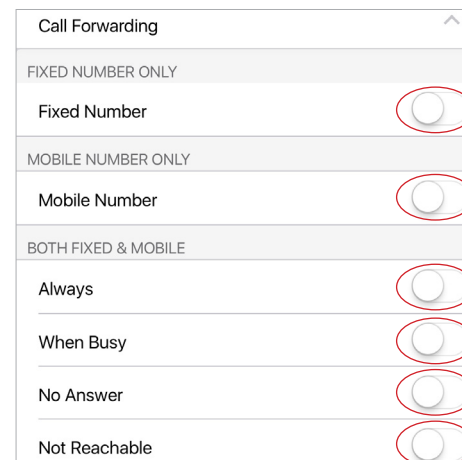 Call Forwarding
FIXED NUMBER ONLY
Fixed Number
MOBILE NUMBER ONLY
Mobile Number
BOTH FIXED & MOBILE
Always
When Busy
No Answer
Not Reachable